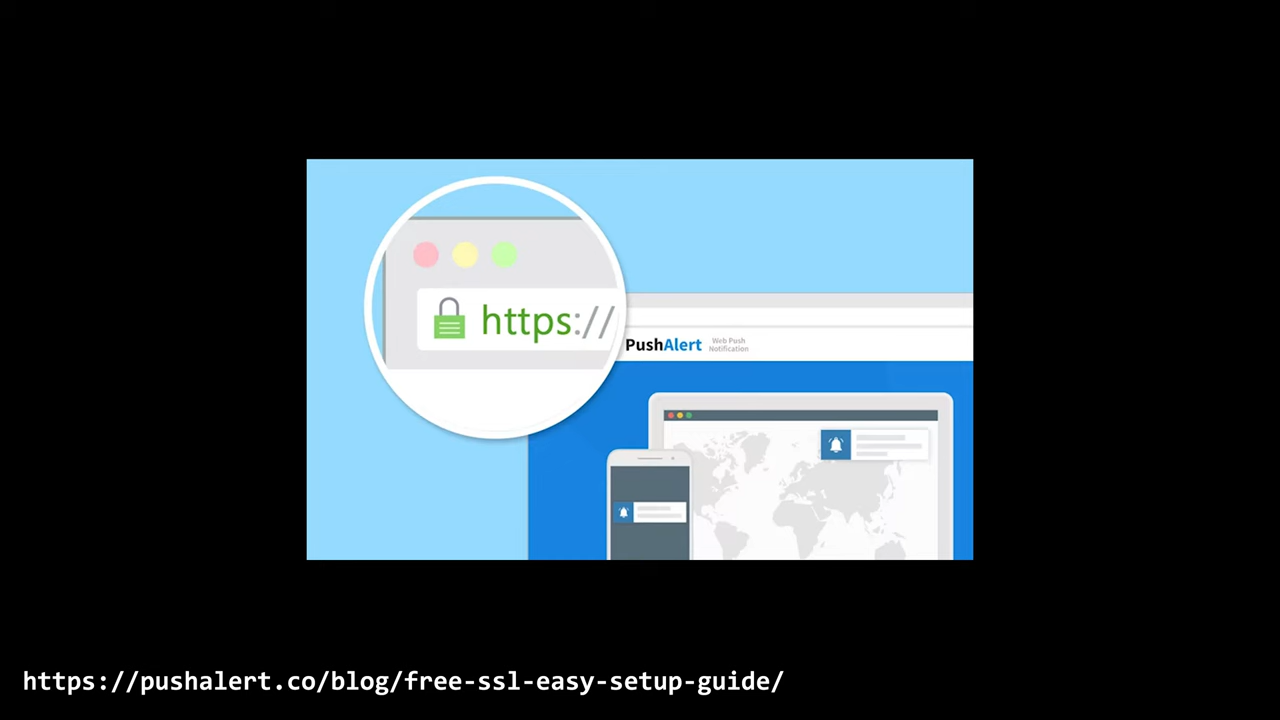 https://
PushAlert
Web Push
Notification
https://pushalert.co/blog/free-ssl-easy-setup-guide/